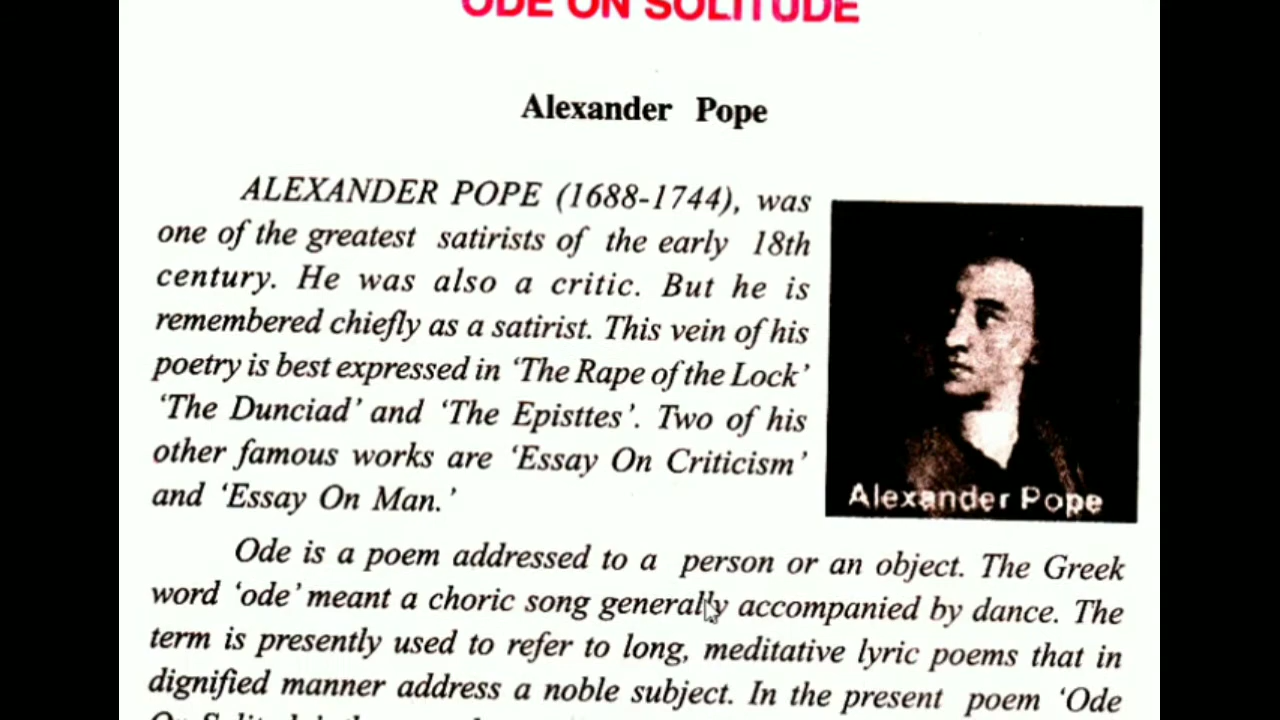 ODE ON SOLITUDE
Alexander Pope
ALEXANDER POPE (1688-1744), was
one of the greatest satirists of the early 18th
century. He was also a critic. But he is
remembered chiefly as a satirist. This vein of his
poetry is best expressed in ‘The Rape of the Lock’
‘The Dunciad’ and ‘The Episttes’. Two of his
other famous works are ‘Essay On Criticism’
and ‘Essay On Man.’
Alexander Pope
Ode is a poem addressed to a person or an object. The Greek
word ‘ode’ meant a choric song generally accompanied by dance. The
term is presently used to refer to long, meditative lyric poems that in
dignified manner address a noble subject. In the present poem ‘Ode
On